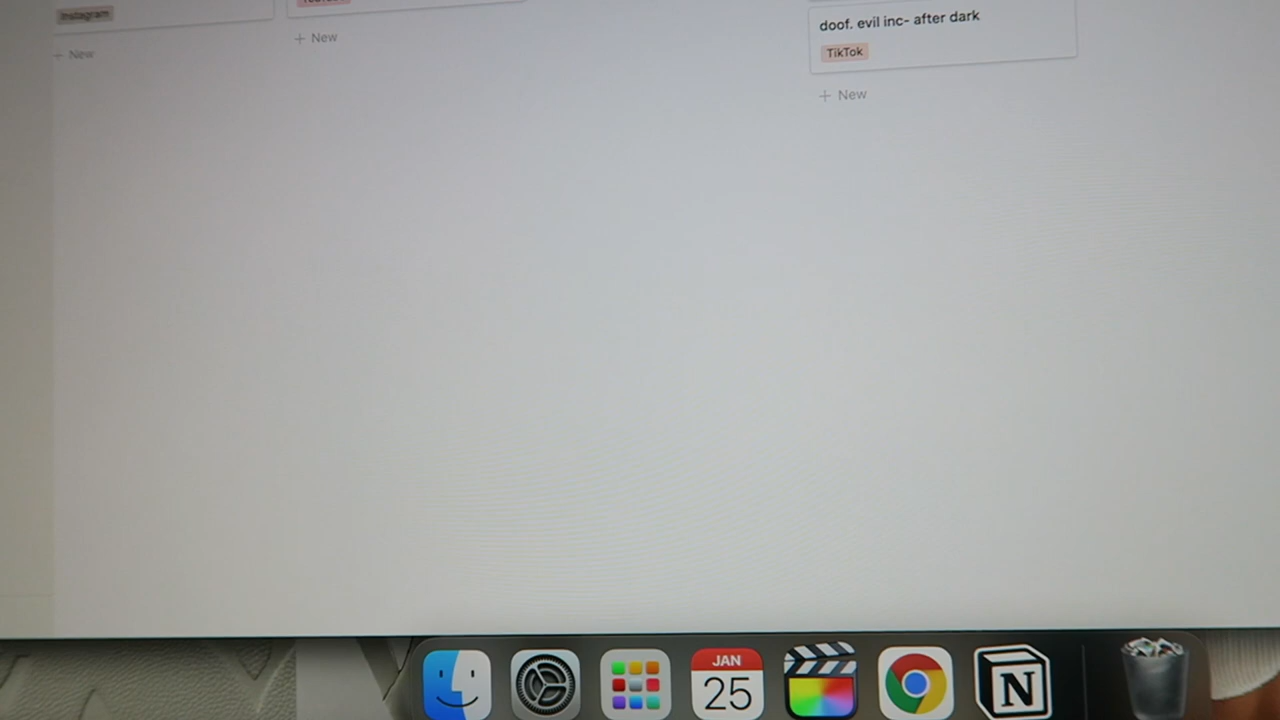 Instagram
+ New
+ New
doof. evil inc- after dark
TikTok
+ New
JAN
25
N